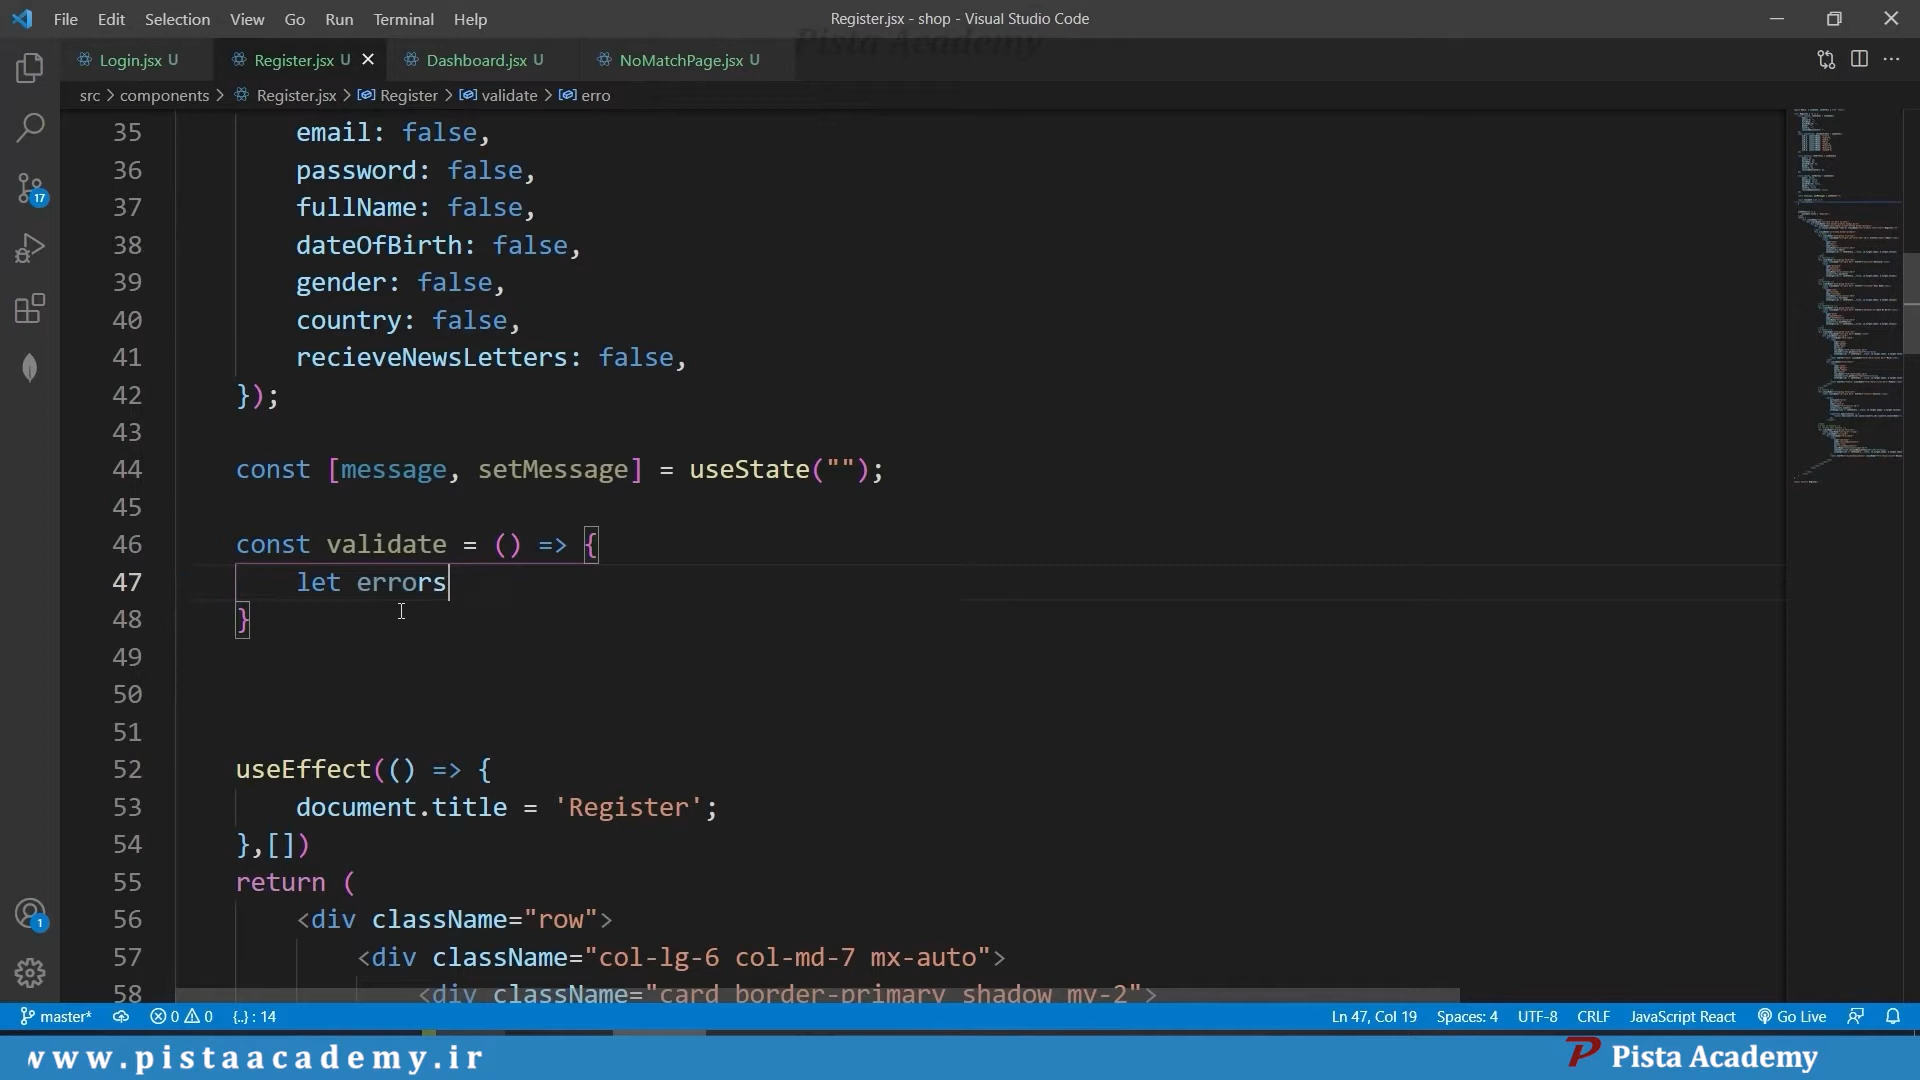 File Edit Selection View Go Run Terminal Help
Register.jsx - shop - Visual Studio Code
Pista Academy
Login.jsx U
Register.jsx U
Dashboard.jsx U
NoMatchPage.jsx U
src > components > Register.jsx > Register > validate > erro
35 email: false,
36 password: false,
37 fullName: false,
38 dateOfBirth: false,
39 gender: false,
40 country: false,
41 recieveNewsLetters: false,
42 });
43
44 const [message, setMessage] = useState("");
45
46 const validate = () => {
47 let errors
48 }
49
50
51
52 useEffect(() => {
53 document.title = 'Register';
54 },[])
55 return (
56 <div className="row">
57 <div className="col-lg-6 col-md-7 mx-auto">
58 <div className="card border-primary shadow my-2">
17
1
master* 0 0 {..} : 14
Ln 47, Col 19 Spaces: 4 UTF-8 CRLF JavaScript React Go Live
www.pistaacademy.ir
Pista Academy